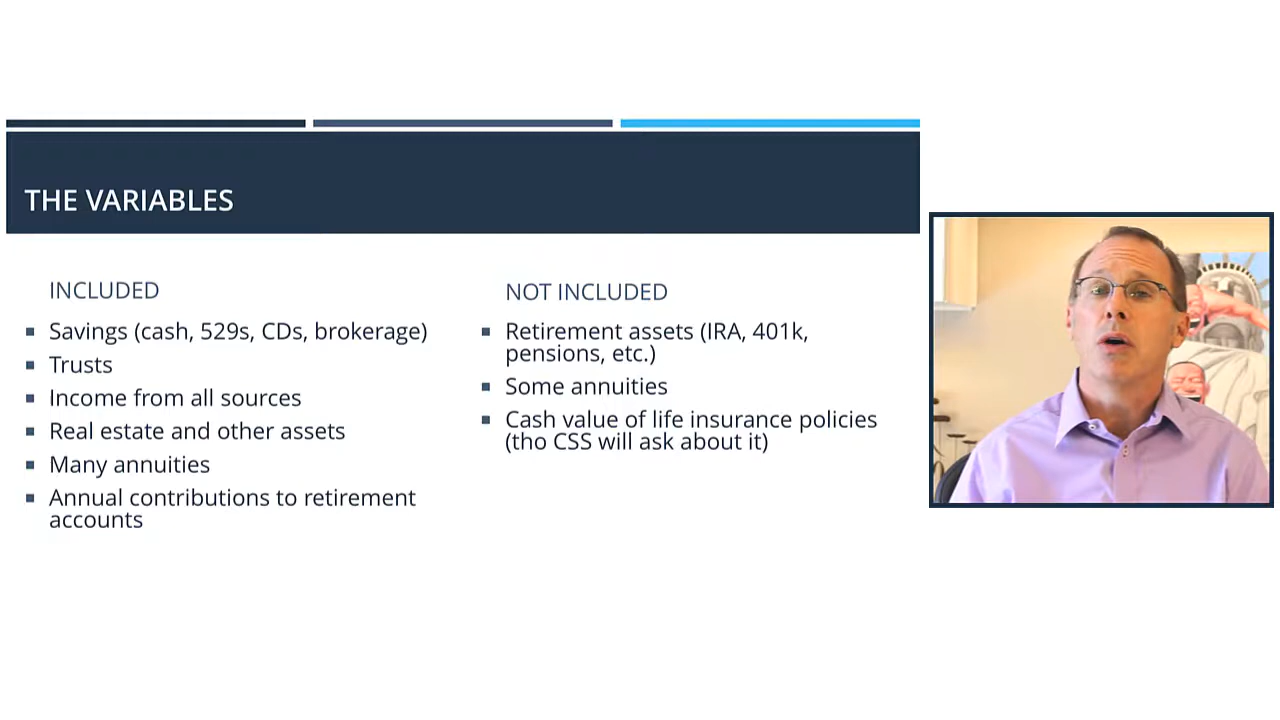 THE VARIABLES
INCLUDED
Savings (cash, 529s, CDs, brokerage)
Trusts
Income from all sources
Real estate and other assets
Many annuities
Annual contributions to retirement
accounts
NOT INCLUDED
Retirement assets (IRA, 401k,
pensions, etc.)
Some annuities
Cash value of life insurance policies
(tho CSS will ask about it)